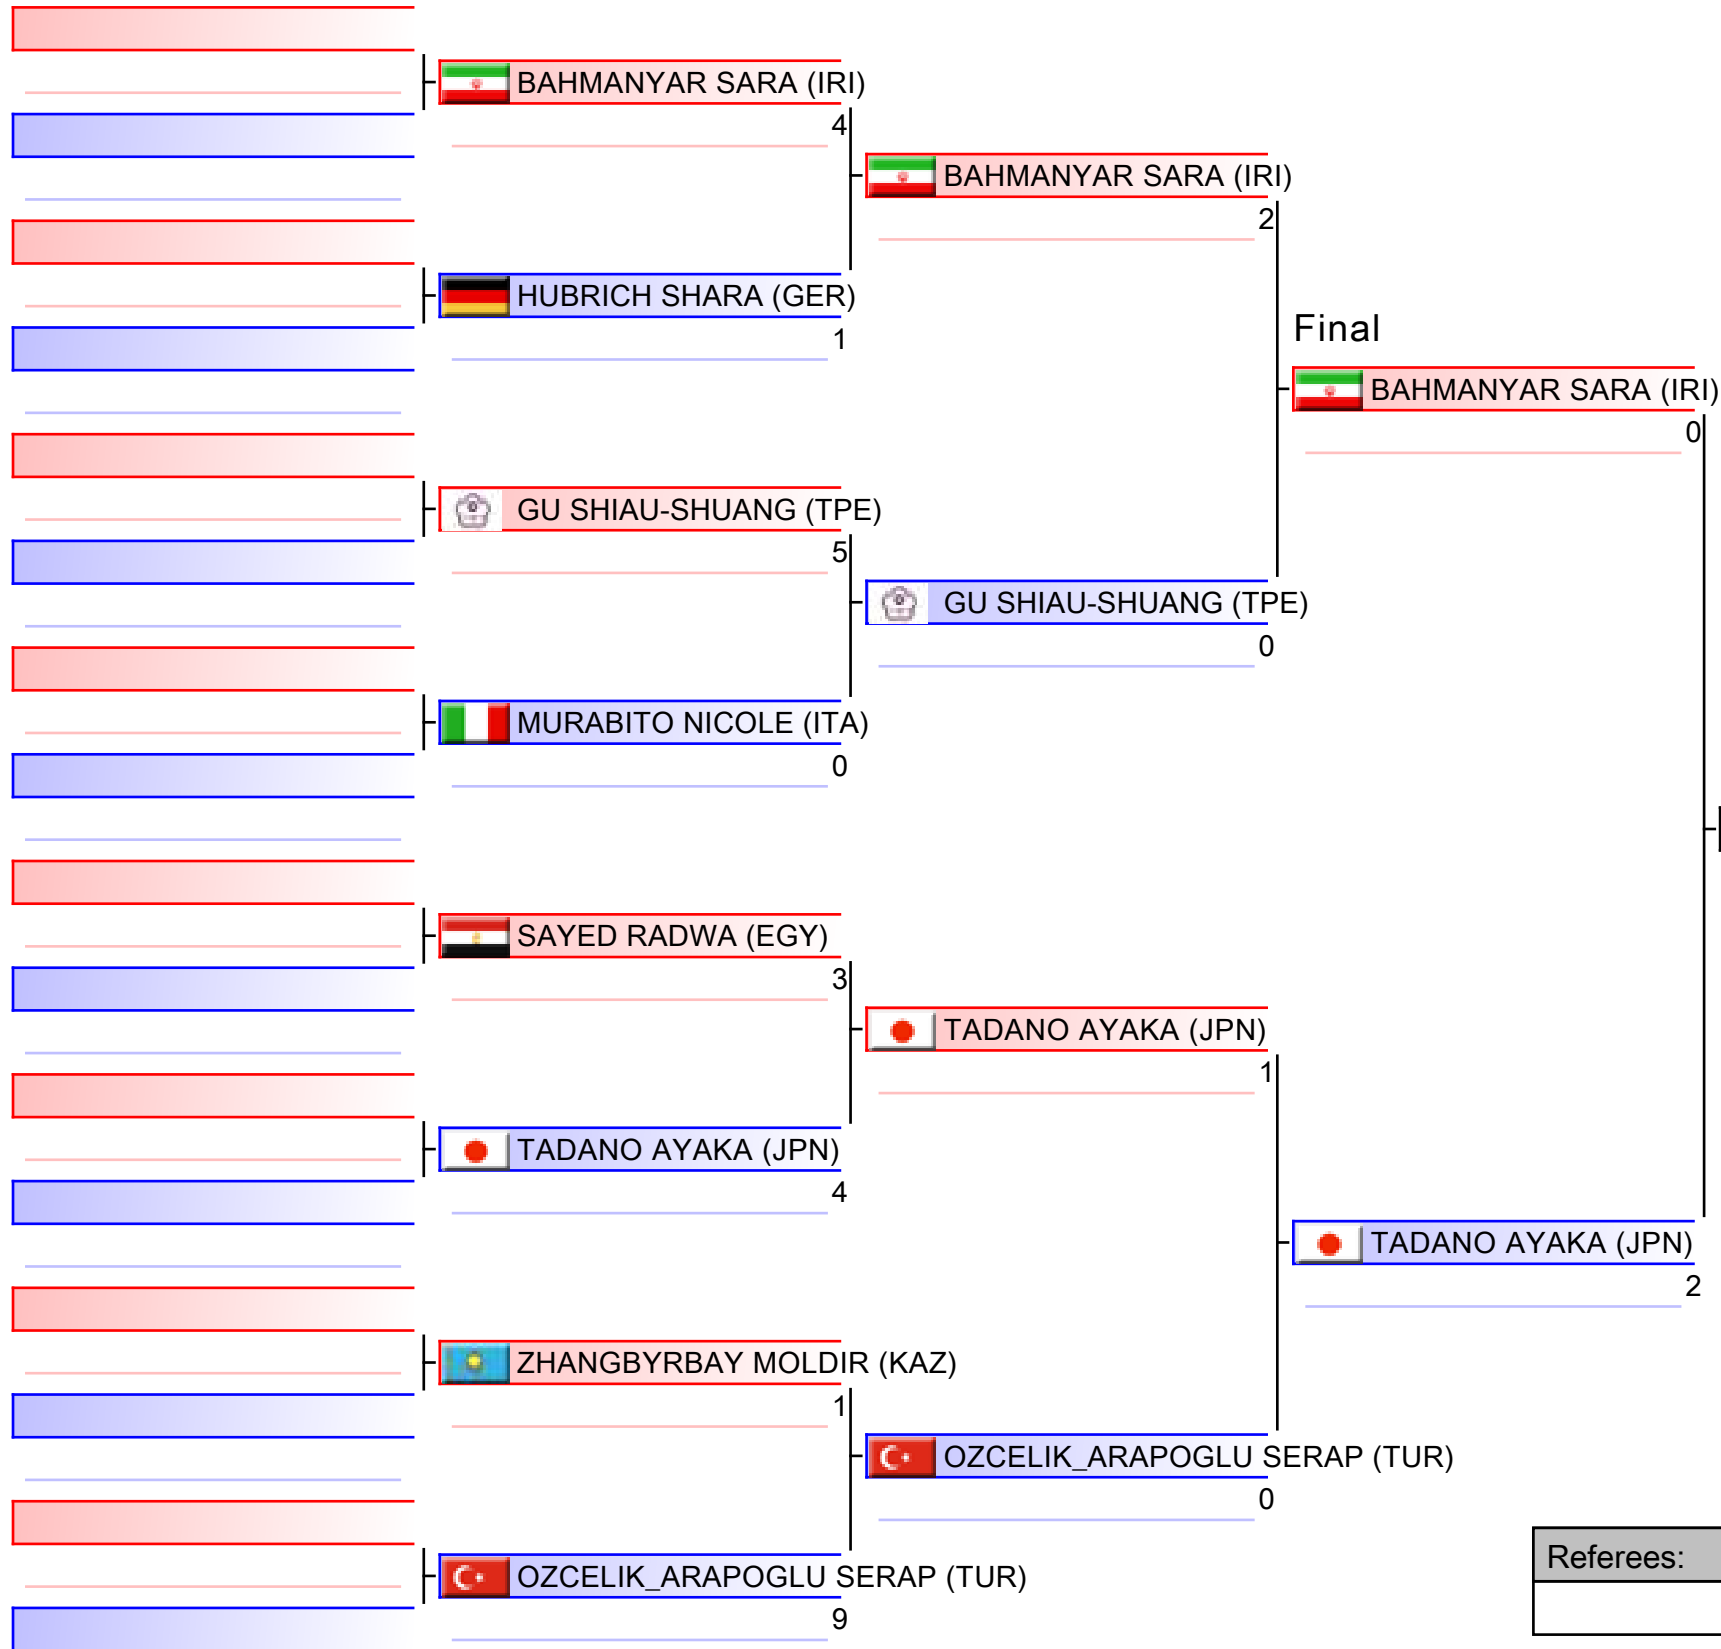 BAHMANYAR SARA (IRI)
4
BAHMANYAR SARA (IRI)
2
HUBRICH SHARA (GER)
1
Final
BAHMANYAR SARA (IRI)
0
GU SHIAU-SHUANG (TPE)
5
GU SHIAU-SHUANG (TPE)
0
MURABITO NICOLE (ITA)
0
SAYED RADWA (EGY)
3
TADANO AYAKA (JPN)
1
TADANO AYAKA (JPN)
4
TADANO AYAKA (JPN)
2
ZHANGBYRBAY MOLDIR (KAZ)
1
OZCELIK_ARAPOGLU SERAP (TUR)
0
OZCELIK_ARAPOGLU SERAP (TUR)
9
Referees: